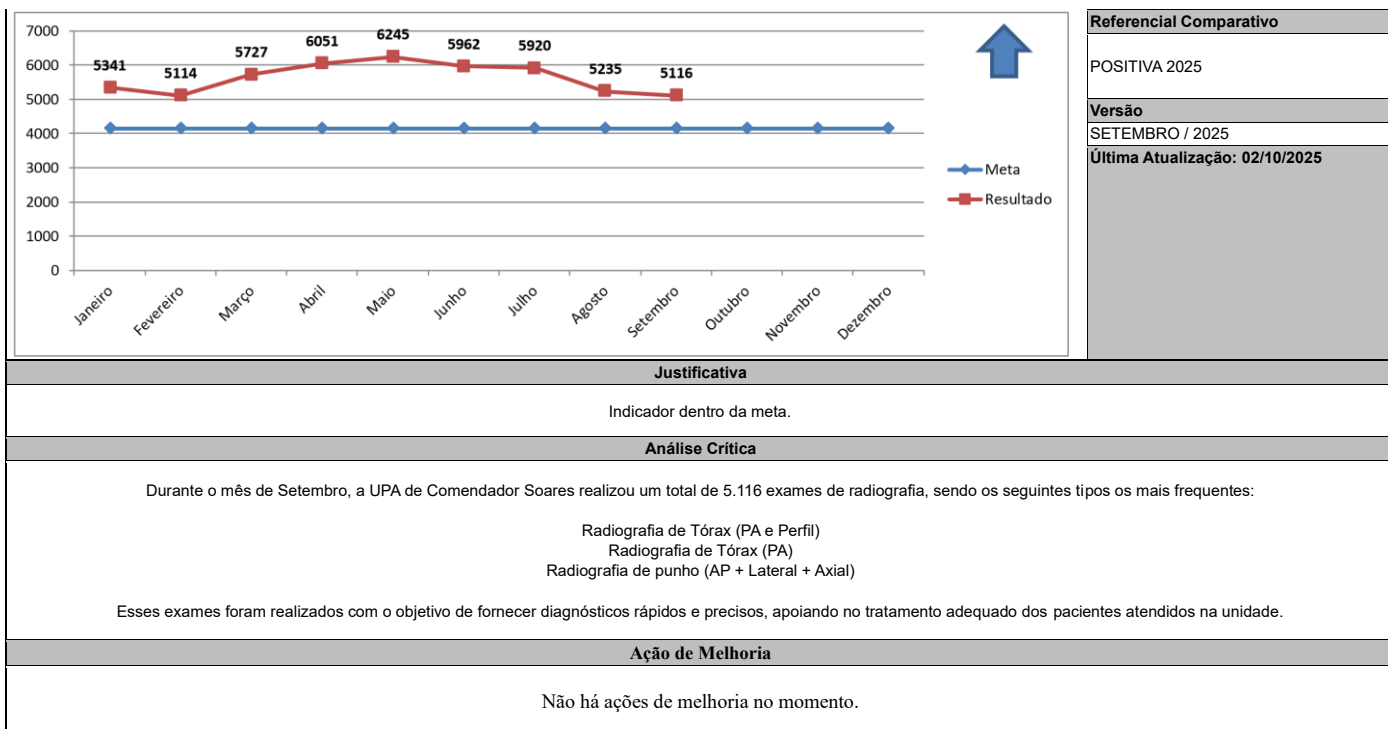 7000
6000
5000
4000
3000
2000
1000
0
5341
5114
5727
6051
6245
5962
5920
5235
5116
Janeiro
Fevereiro
Março
Abril
Maio
Junho
Julho
Agosto
Setembro
Outubro
Novembro
Dezembro
Meta
Resultado
Referencial Comparativo
POSITIVA 2025
Versão
SETEMBRO / 2025
Última Atualização: 02/10/2025
Justificativa
Indicador dentro da meta.
Análise Crítica
Durante o mês de Setembro, a UPA de Comendador Soares realizou um total de 5.116 exames de radiografia, sendo os seguintes tipos os mais frequentes:
Radiografia de Tórax (PA e Perfil)
Radiografia de Tórax (PA)
Radiografia de punho (AP + Lateral + Axial)
Esses exames foram realizados com o objetivo de fornecer diagnósticos rápidos e precisos, apoiando no tratamento adequado dos pacientes atendidos na unidade.
Ação de Melhoria
Não há ações de melhoria no momento.